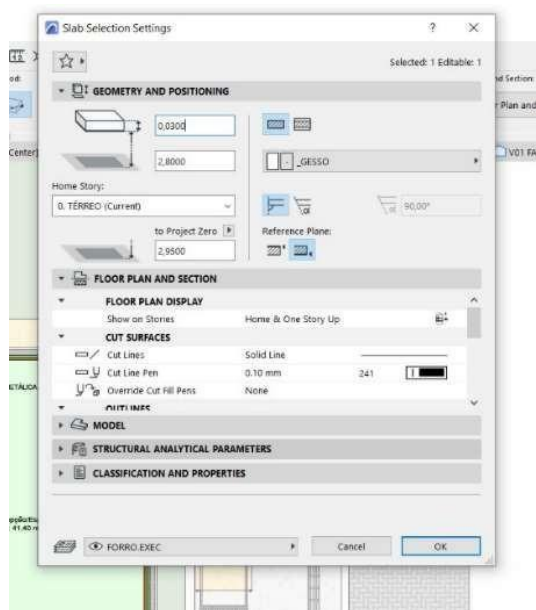 Slab Selection Settings
?
Selected: 1 Editable: 1
GEOMETRY AND POSITIONING
0,0300
2,8000
_GESSO
Home Story:
0. TÉRREO (Current)
90,00°
to Project Zero
Reference Plane:
2,9500
FLOOR PLAN AND SECTION
FLOOR PLAN DISPLAY
Show on Stories Home & One Story Up
CUT SURFACES
Cut Lines Solid Line
Cut Line Pen 0.10 mm 241
Override Cut Fill Pens None
OUTLINES
MODEL
STRUCTURAL ANALYTICAL PARAMETERS
CLASSIFICATION AND PROPERTIES
FORRO.EXEC
Cancel
OK
Center)
nd Section:
r Plan and
V01 FA
ETÁLICA